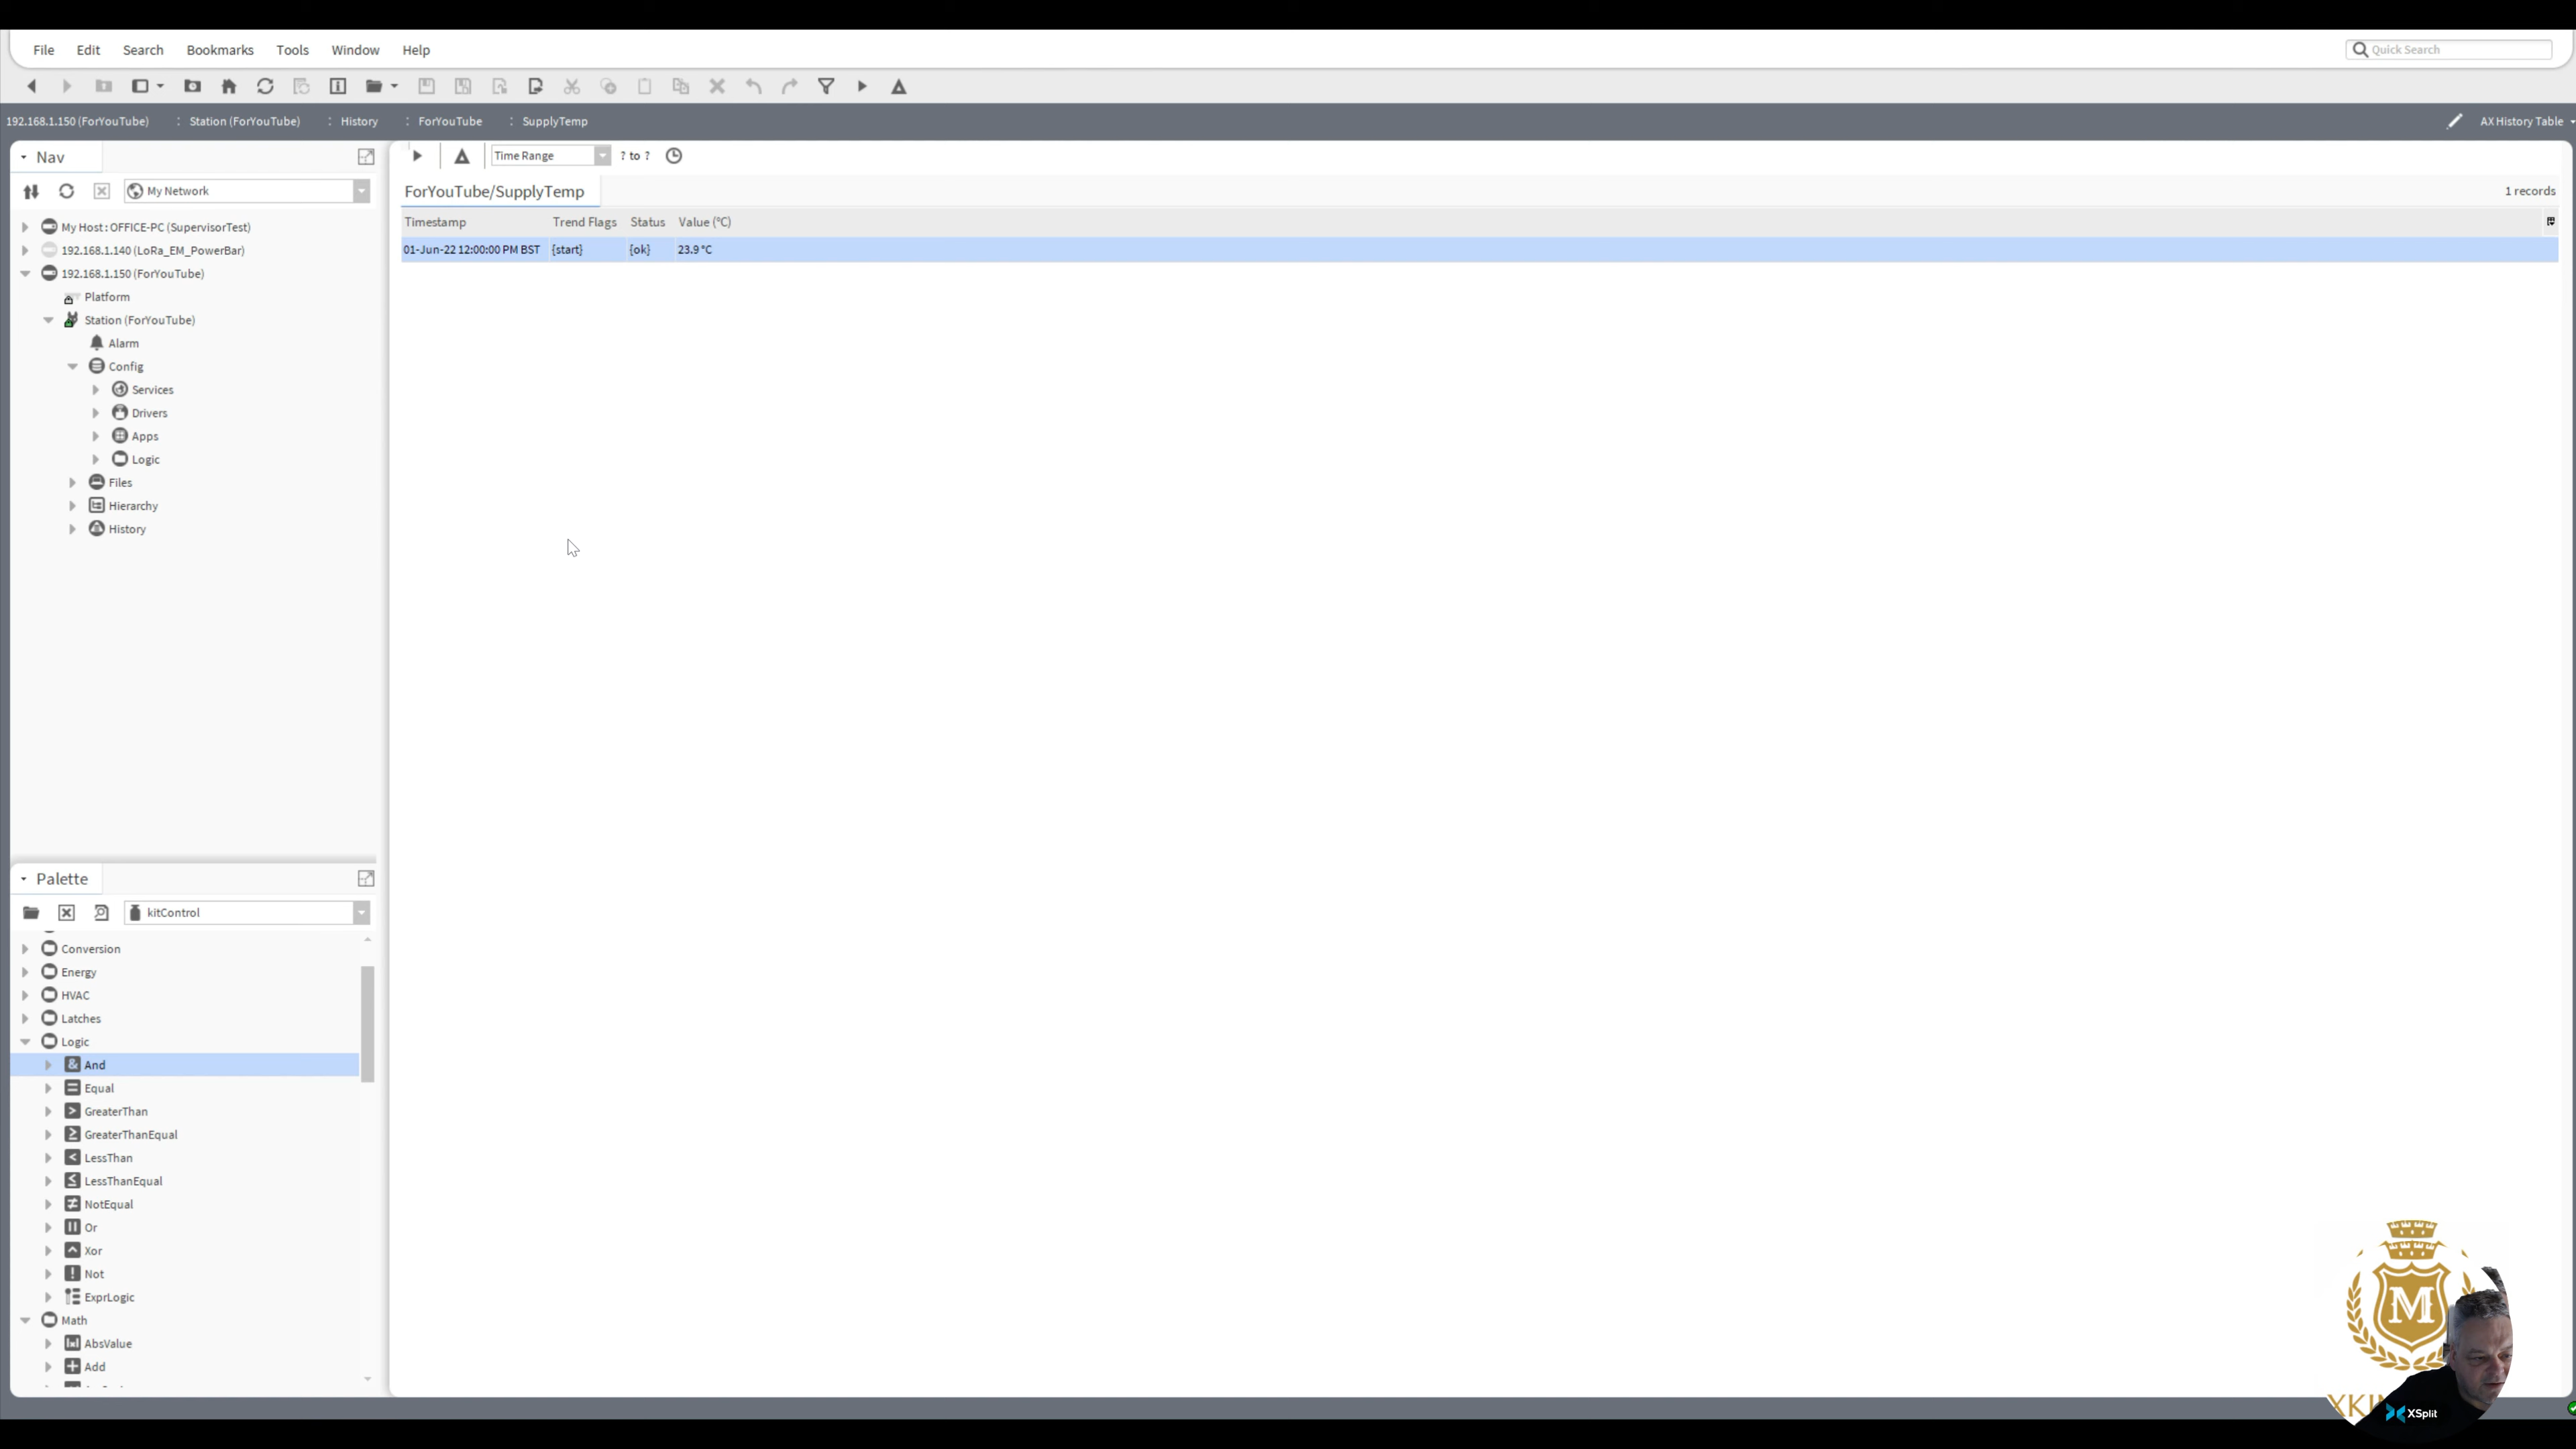 File Edit Search Bookmarks Tools Window Help
Quick Search
192.168.1.150 (ForYouTube) : Station (ForYouTube) : History : ForYouTube : SupplyTemp
AX History Table
Nav
My Network
My Host : OFFICE-PC (SupervisorTest)
192.168.1.140 (LoRa_EM_PowerBar)
192.168.1.150 (ForYouTube)
Platform
Station (ForYouTube)
Alarm
Config
Services
Drivers
Apps
Logic
Files
Hierarchy
History
Time Range ? to ?
ForYouTube/SupplyTemp
1 records
Timestamp Trend Flags Status Value (°C)
01-Jun-22 12:00:00 PM BST {start} {ok} 23.9 °C
Palette
kitControl
Conversion
Energy
HVAC
Latches
Logic
And
Equal
GreaterThan
GreaterThanEqual
LessThan
LessThanEqual
NotEqual
Or
Xor
Not
ExprLogic
Math
AbsValue
Add
M
XSplit